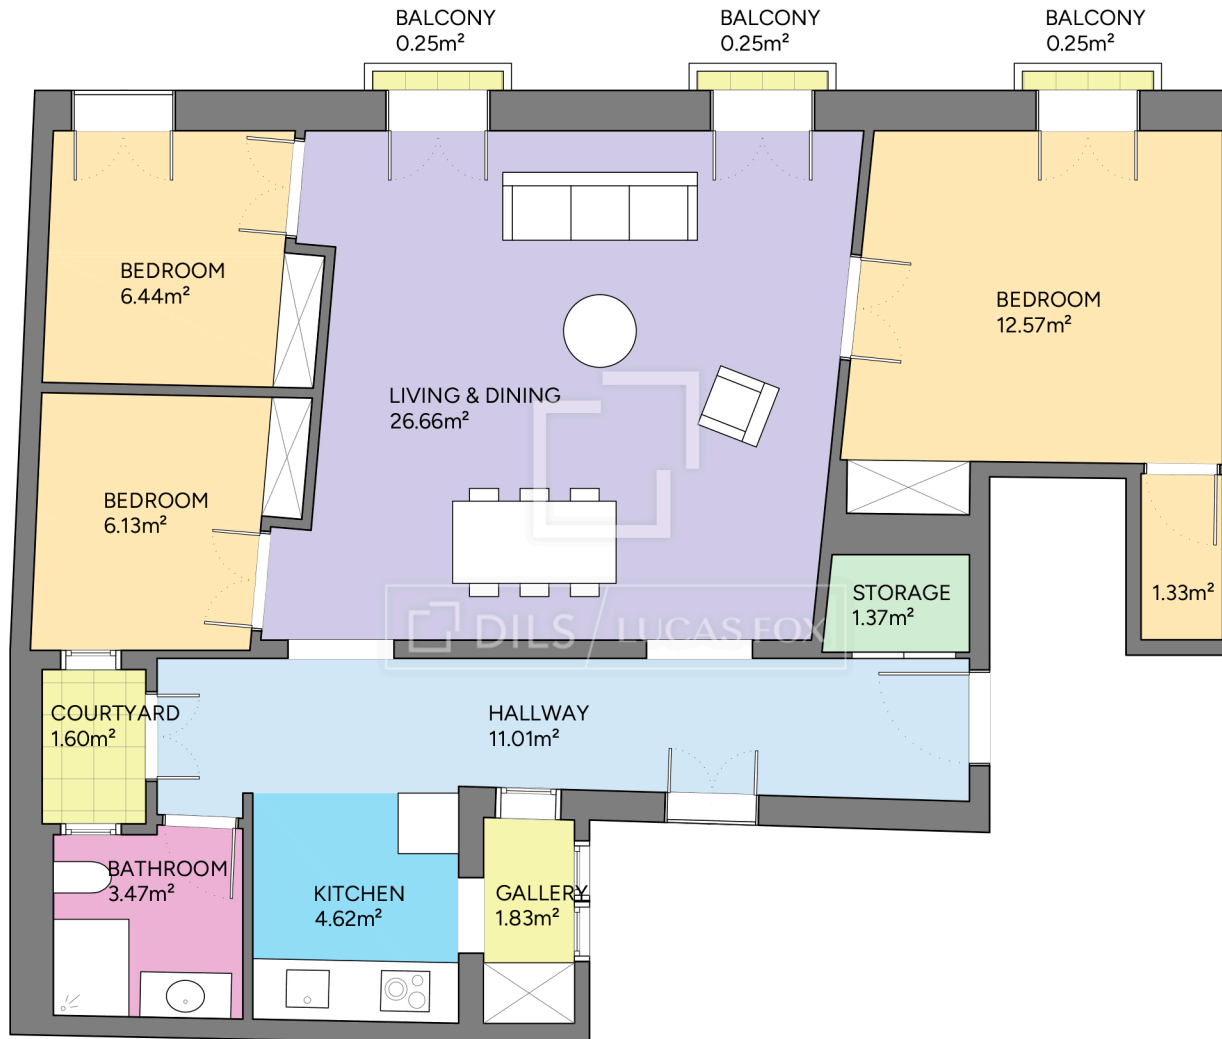 BALCONY
0.25m²
BALCONY
0.25m²
BALCONY
0.25m²
BEDROOM
6.44m²
BEDROOM
12.57m²
LIVING & DINING
26.66m²
BEDROOM
6.13m²
STORAGE
1.37m²
1.33m²
DILS / LUCAS FOX
COURTYARD
1.60m²
HALLWAY
11.01m²
BATHROOM
3.47m²
KITCHEN
4.62m²
GALLERY
1.83m²